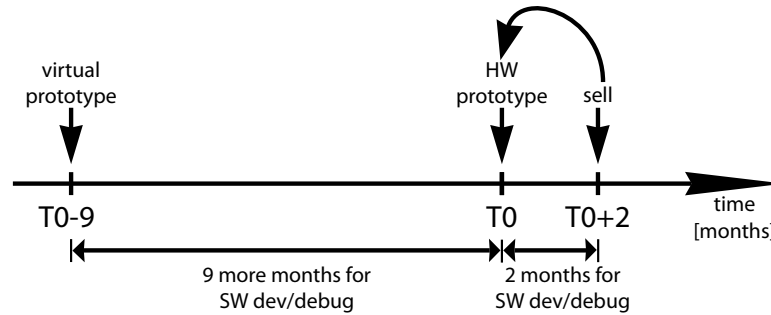 virtual
prototype
HW
prototype
sell
T0-9
T0
T0+2
time
[months]
9 more months for
SW dev/debug
2 months for
SW dev/debug